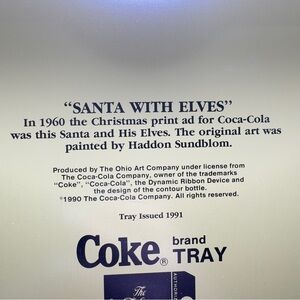 “SANTA WITH ELVES”
In 1960 the Christmas print ad for Coca-Cola
was this Santa and His Elves. The original art was
painted by Haddon Sundblom.
Produced by The Ohio Art Company under license from
The Coca-Cola Company, owner of the trademarks
“Coke”, “Coca-Cola”, the Dynamic Ribbon Device and
the design of the contour bottle.
©1990 The Coca-Cola Company. All rights reserved.
Tray Issued 1991
Coke® brand
TRAY
The